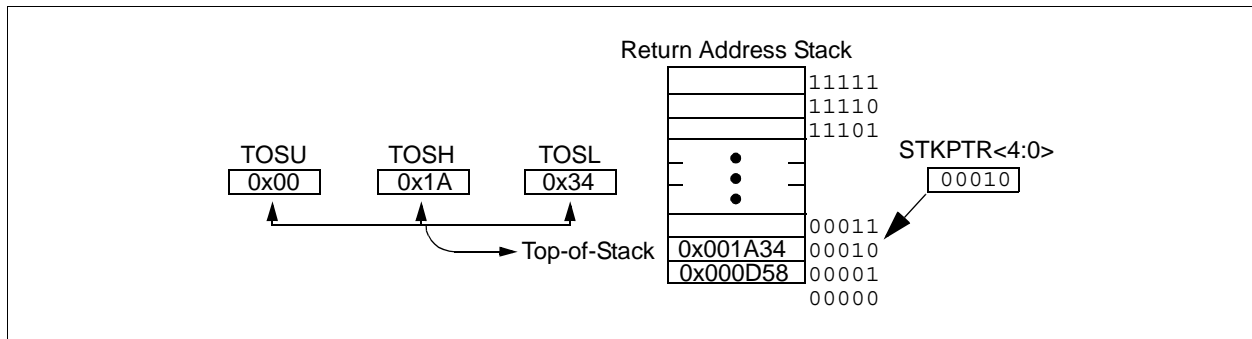 Return Address Stack
11111
11110
11101
TOSU TOSH TOSL
0x00 0x1A 0x34
STKPTR<4:0>
00010
00011
Top-of-Stack 0x001A34 00010
0x000D58 00001
00000